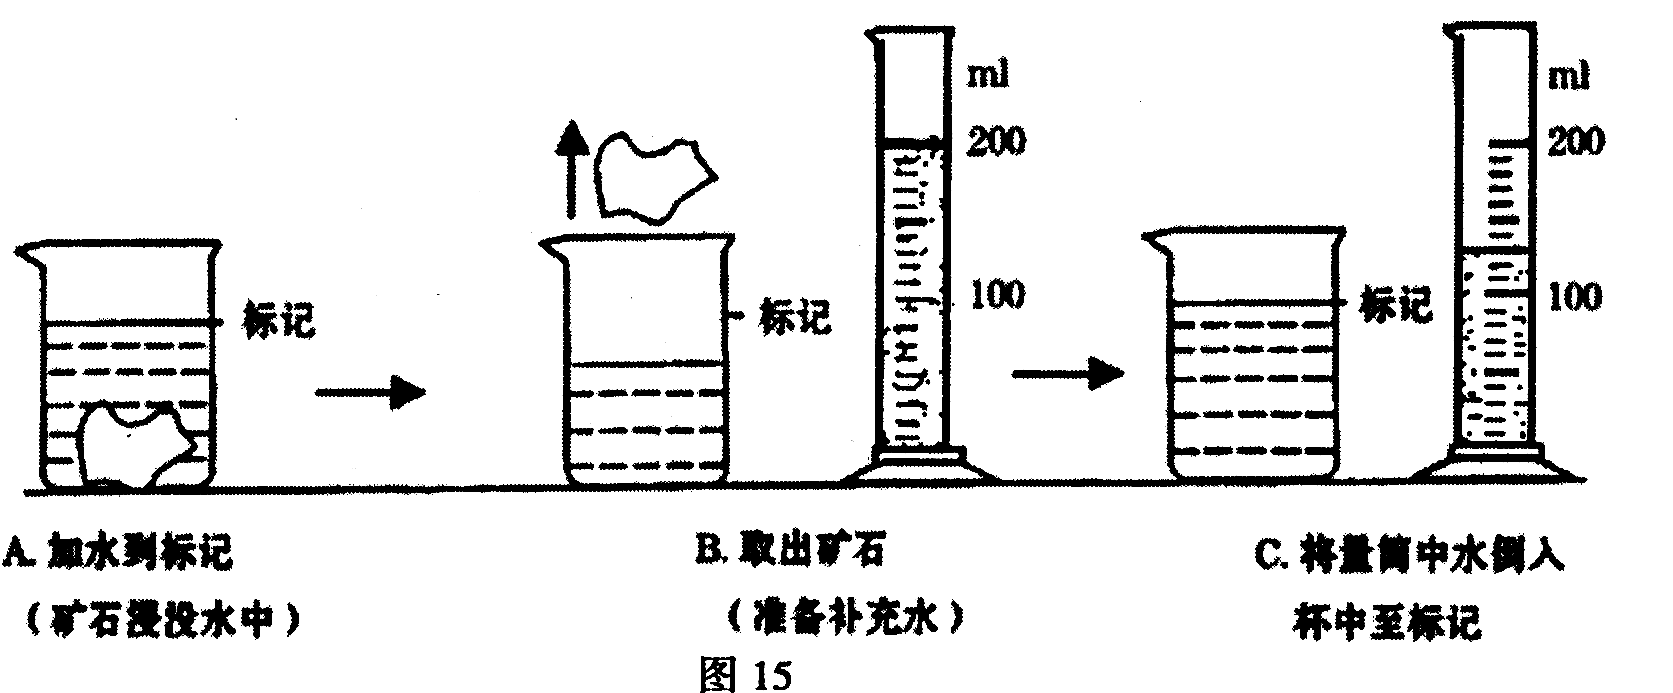 ml
200
100
标记
标记
ml
200
100
标记
A. 加水到标记
(矿石浸没水中)
B. 取出矿石
(准备补充水)
C. 将量筒中水倒入
杯中至标记
图 15